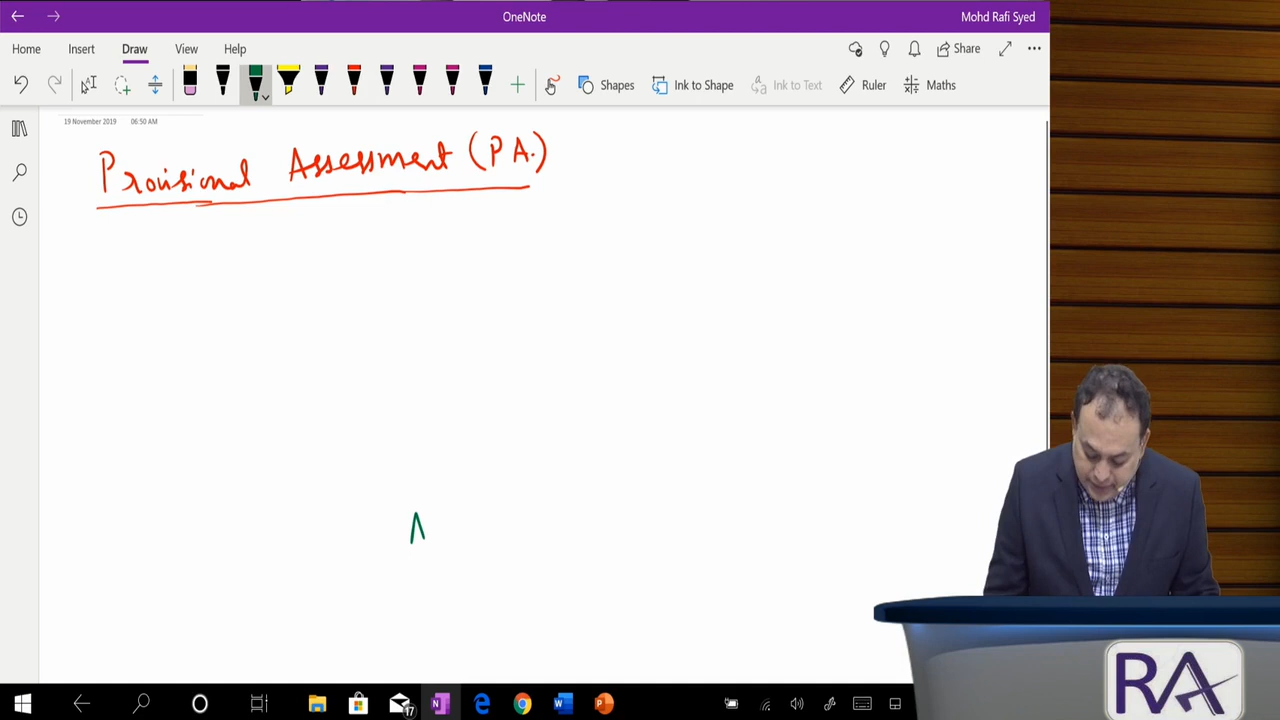 OneNote
Mohd Rafi Syed
Home Insert Draw View Help
Share
Shapes
Ink to Shape
Ink to Text
Ruler
Maths
19 November 2019 06:50 AM
Provisional Assessment (P A.)
17
RA